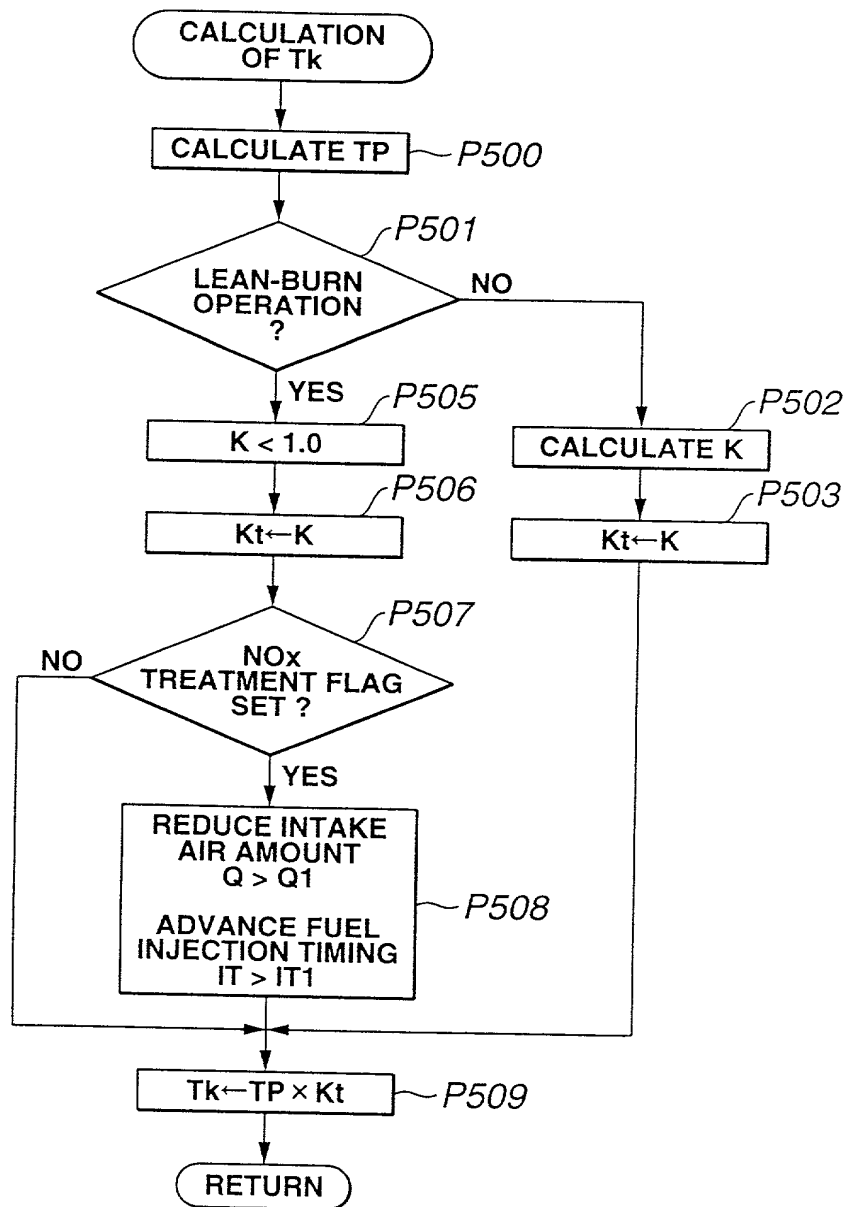 CALCULATION
OF Tk
CALCULATE TP
P500
P501
LEAN-BURN
OPERATION
?
NO
YES
P505
K < 1.0
P502
CALCULATE K
P506
Kt←K
P503
Kt←K
P507
NO
NOx
TREATMENT FLAG
SET ?
YES
REDUCE INTAKE
AIR AMOUNT
Q > Q1
ADVANCE FUEL
INJECTION TIMING
IT > IT1
P508
Tk←TP × Kt
P509
RETURN